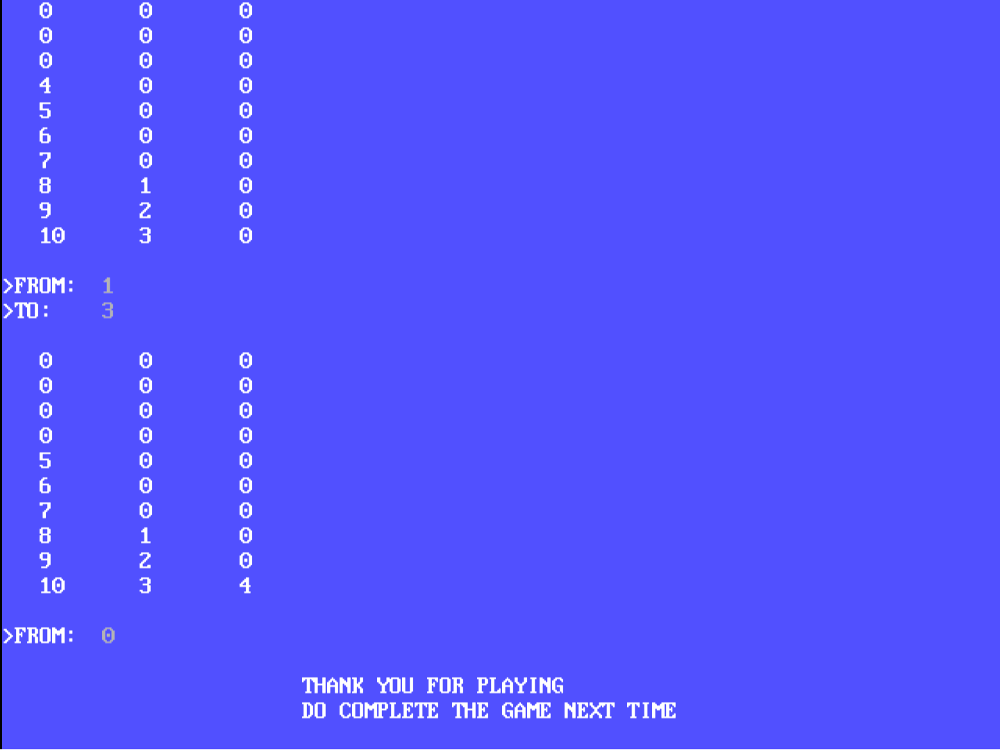 0 0 0
0 0 0
0 0 0
4 0 0
5 0 0
6 0 0
7 0 0
8 1 0
9 2 0
10 3 0
>FROM: 1
>TO: 3
0 0 0
0 0 0
0 0 0
0 0 0
5 0 0
6 0 0
7 0 0
8 1 0
9 2 0
10 3 4
>FROM: 0
THANK YOU FOR PLAYING
DO COMPLETE THE GAME NEXT TIME